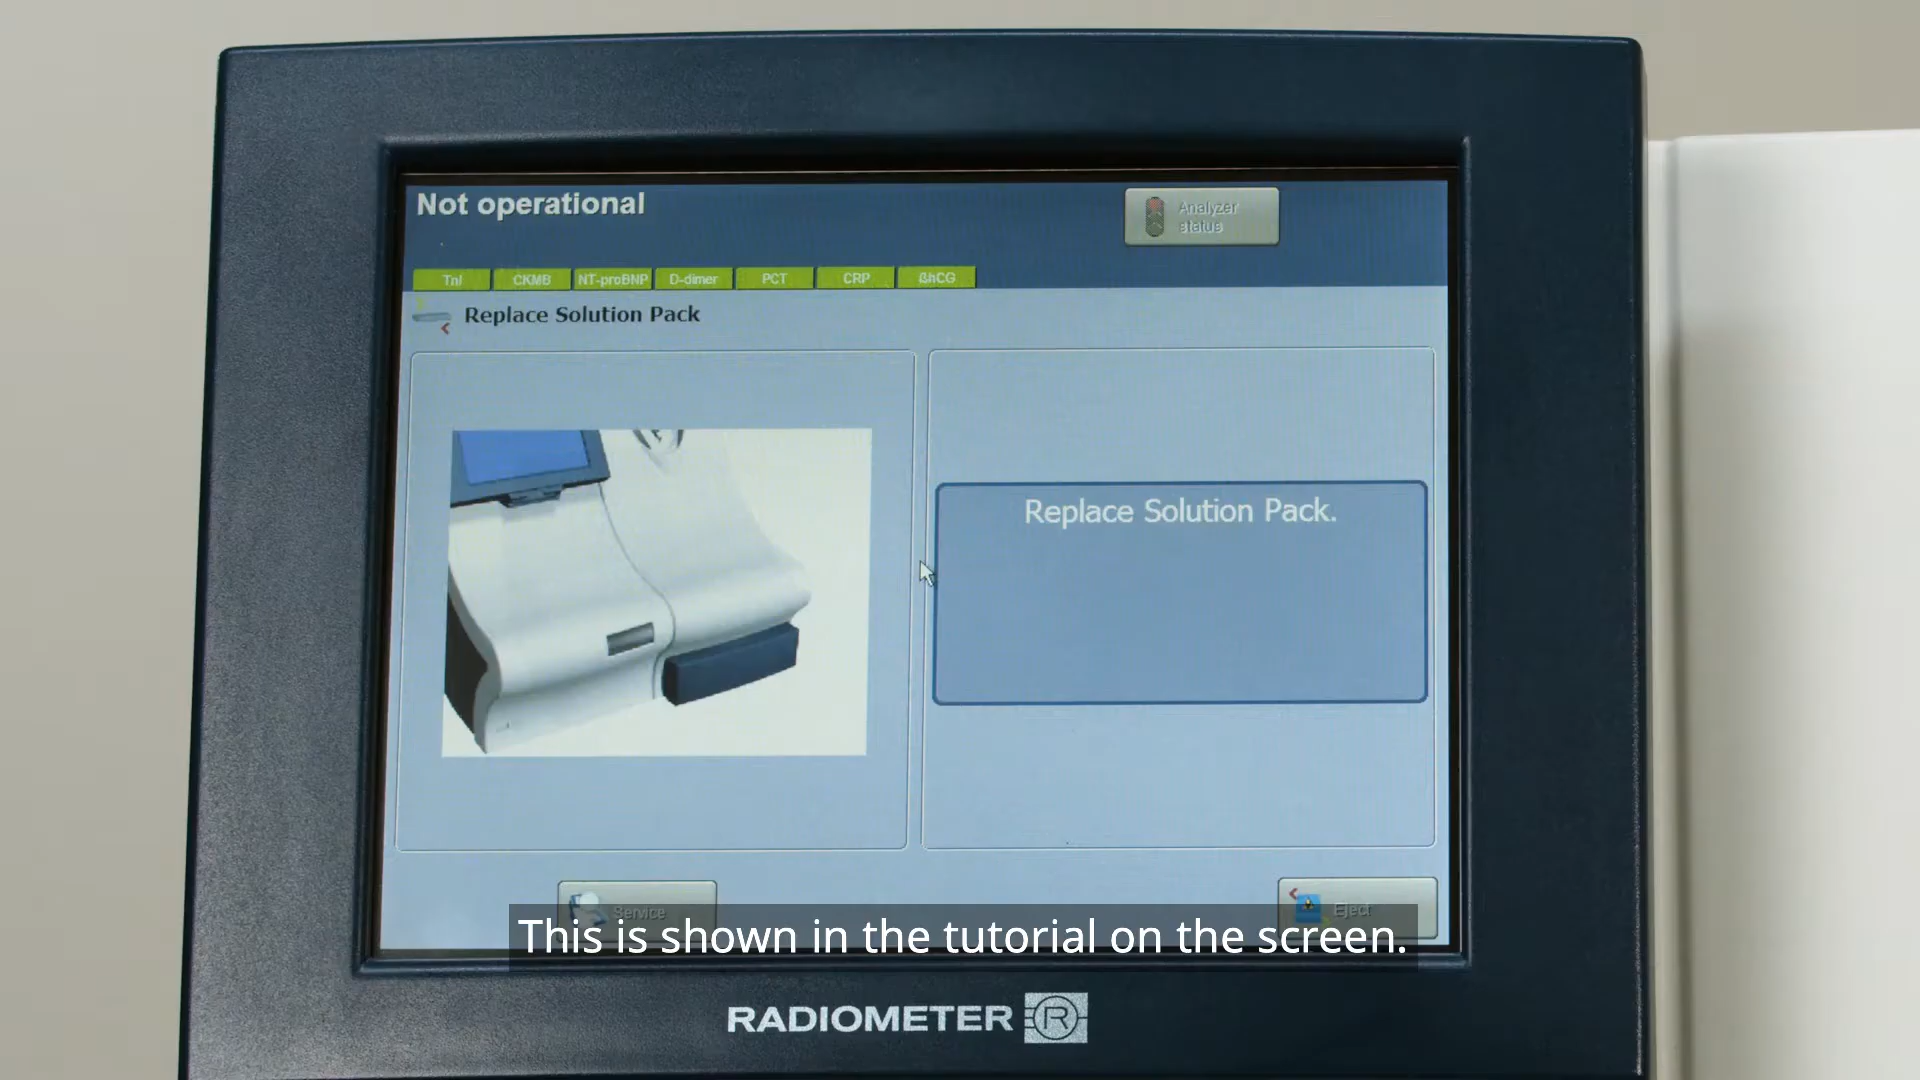 Not operational
Analyzer
status
TnI CKMB NT-proBNP D-dimer PCT CRP ßhCG
Replace Solution Pack
Replace Solution Pack.
Service
Eject
This is shown in the tutorial on the screen.
RADIOMETER R